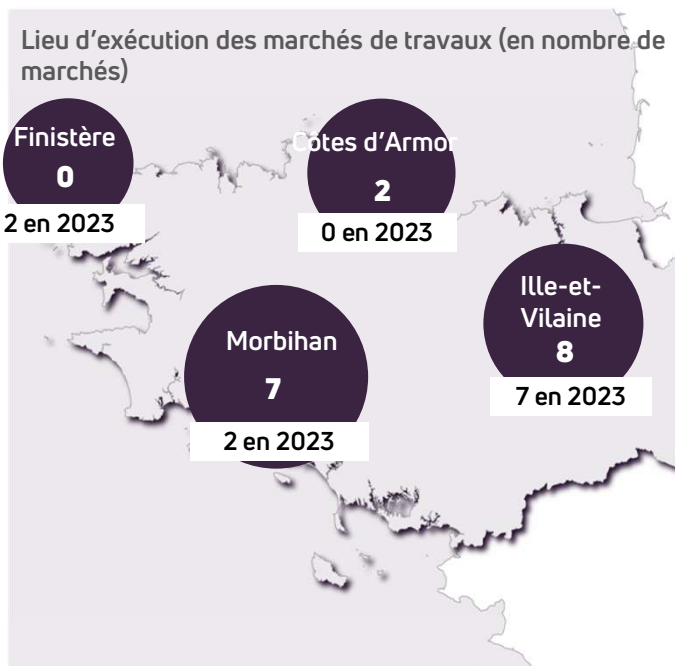 Lieu d’exécution des marchés de travaux (en nombre de
marchés)
Finistère
0
2 en 2023
Côtes d’Armor
2
0 en 2023
Ille-et-
Vilaine
8
7 en 2023
Morbihan
7
2 en 2023